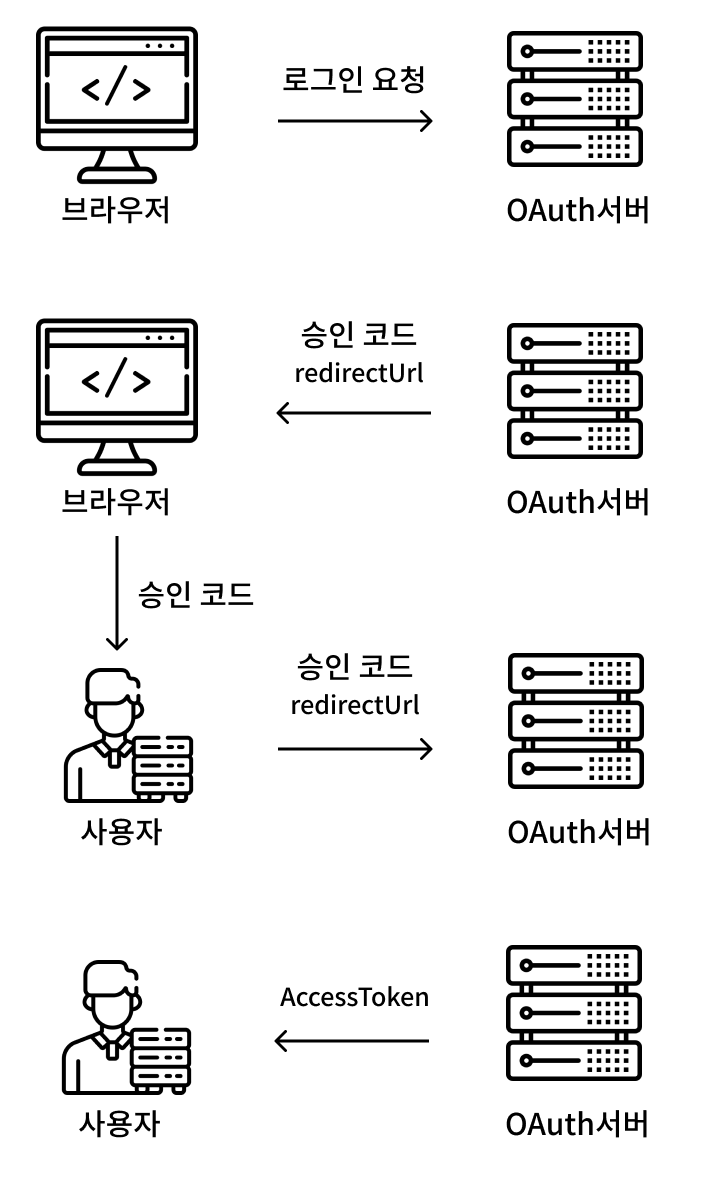 로그인 요청
브라우저
OAuth서버
승인 코드
redirectUrl
브라우저
OAuth서버
승인 코드
승인 코드
redirectUrl
사용자
OAuth서버
AccessToken
사용자
OAuth서버